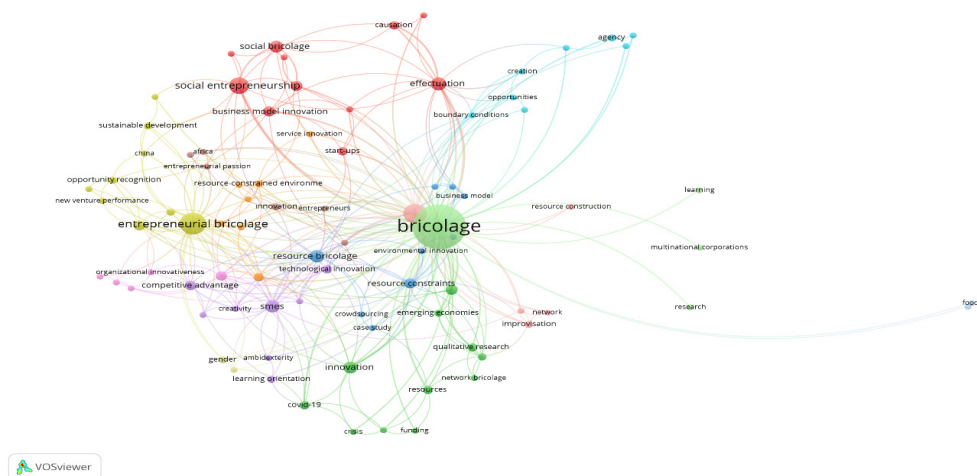 causation
agency
social bricolage
creation
social entrepreneurship
effectuation
opportunities
business model innovation
boundary conditions
sustainable development
service innovation
start-ups
africa
china
entrepreneurial passion
opportunity recognition
resource-constrained environme
learning
business model
new venture performance
innovation
entrepreneurs
resource construction
entrepreneurial bricolage
bricolage
multinational corporations
environmental innovation
resource bricolage
organizational innovativeness
technological innovation
competitive advantage
resource constraints
food
creativity
smes
research
crowdsourcing
emerging economies
network
case study
improvisation
qualitative research
gender
ambidexterity
innovation
learning orientation
network bricolage
resources
covid-19
crisis
funding
VOSviewer